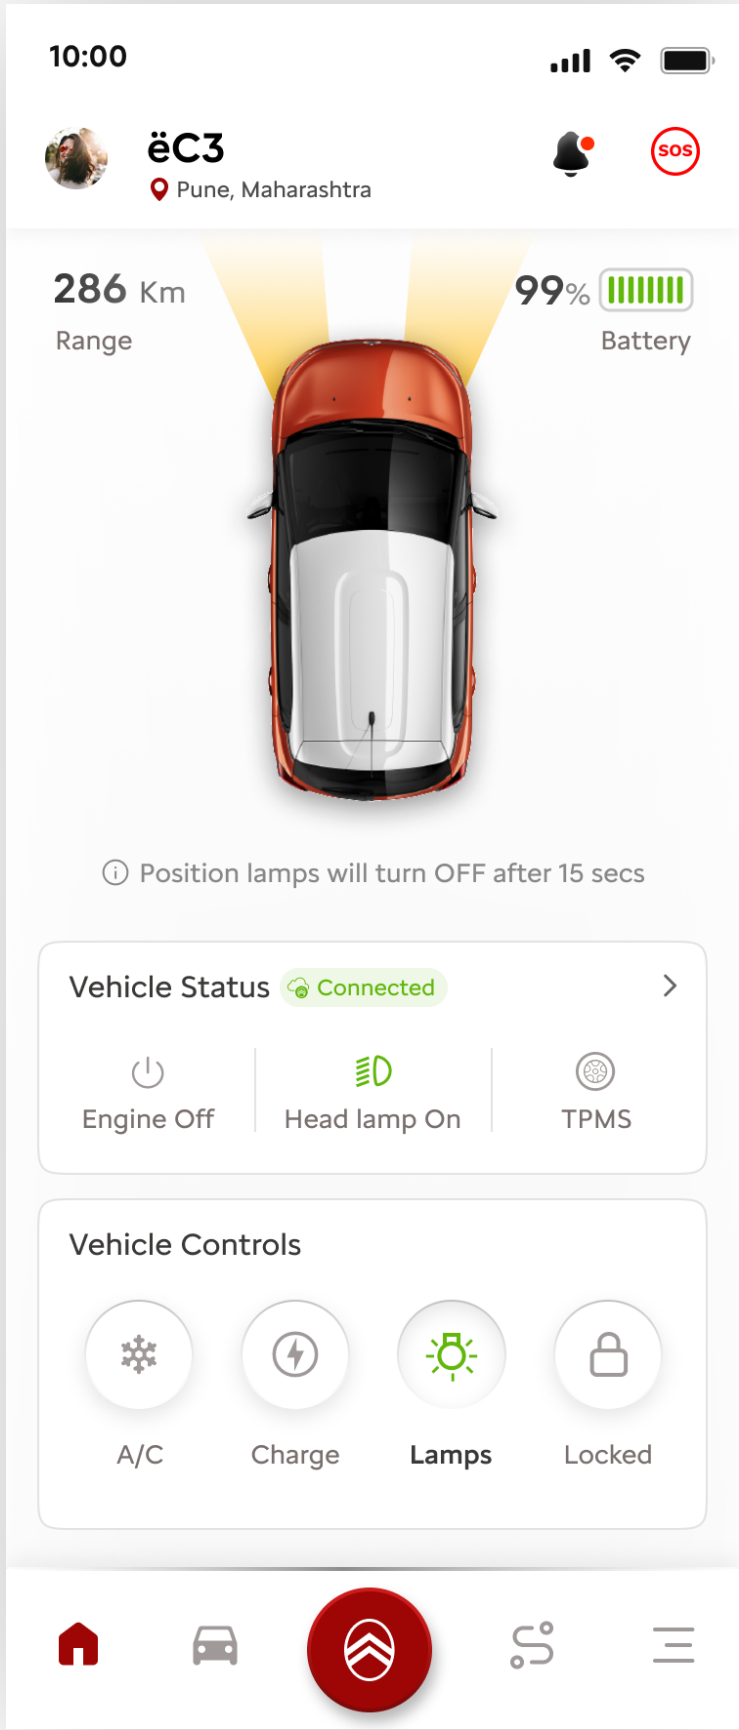 10:00
ëC3
Pune, Maharashtra
SOS
286 Km
Range
99%
Battery
Position lamps will turn OFF after 15 secs
Vehicle Status
Connected
Engine Off
Head lamp On
TPMS
Vehicle Controls
A/C
Charge
Lamps
Locked